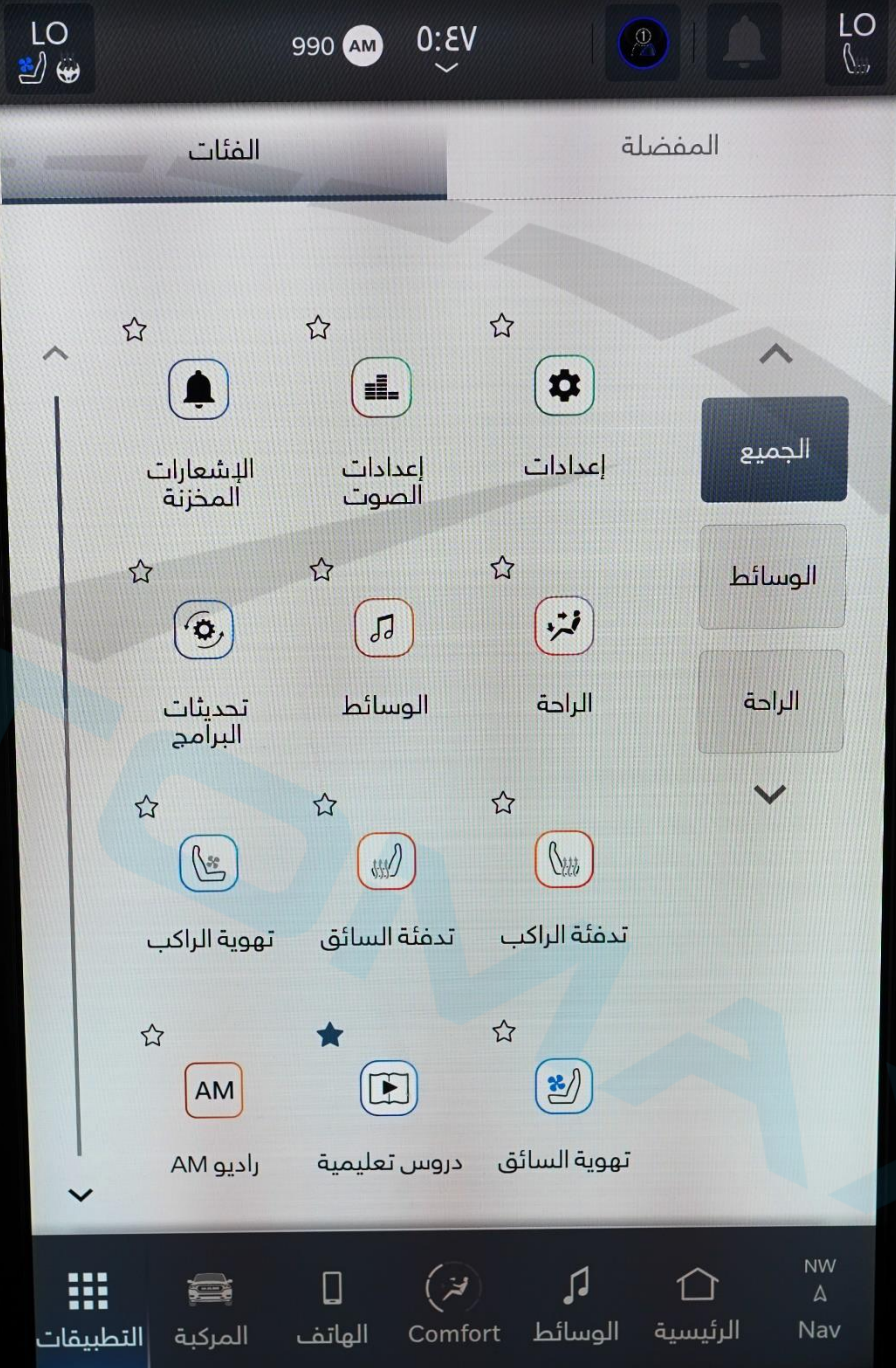 LO
990 AM
٥:٤٧
1
LO
المفضلة
الفئات
الجميع
الوسائط
الراحة
إعدادات
إعدادات
الصوت
الإشعارات
المخزنة
الراحة
الوسائط
تحديثات
البرامج
تدفئة الراكب
تدفئة السائق
تهوية الراكب
تهوية السائق
دروس تعليمية
AM
راديو AM
NW
Nav
الرئيسية
الوسائط
Comfort
الهاتف
المركبة
التطبيقات